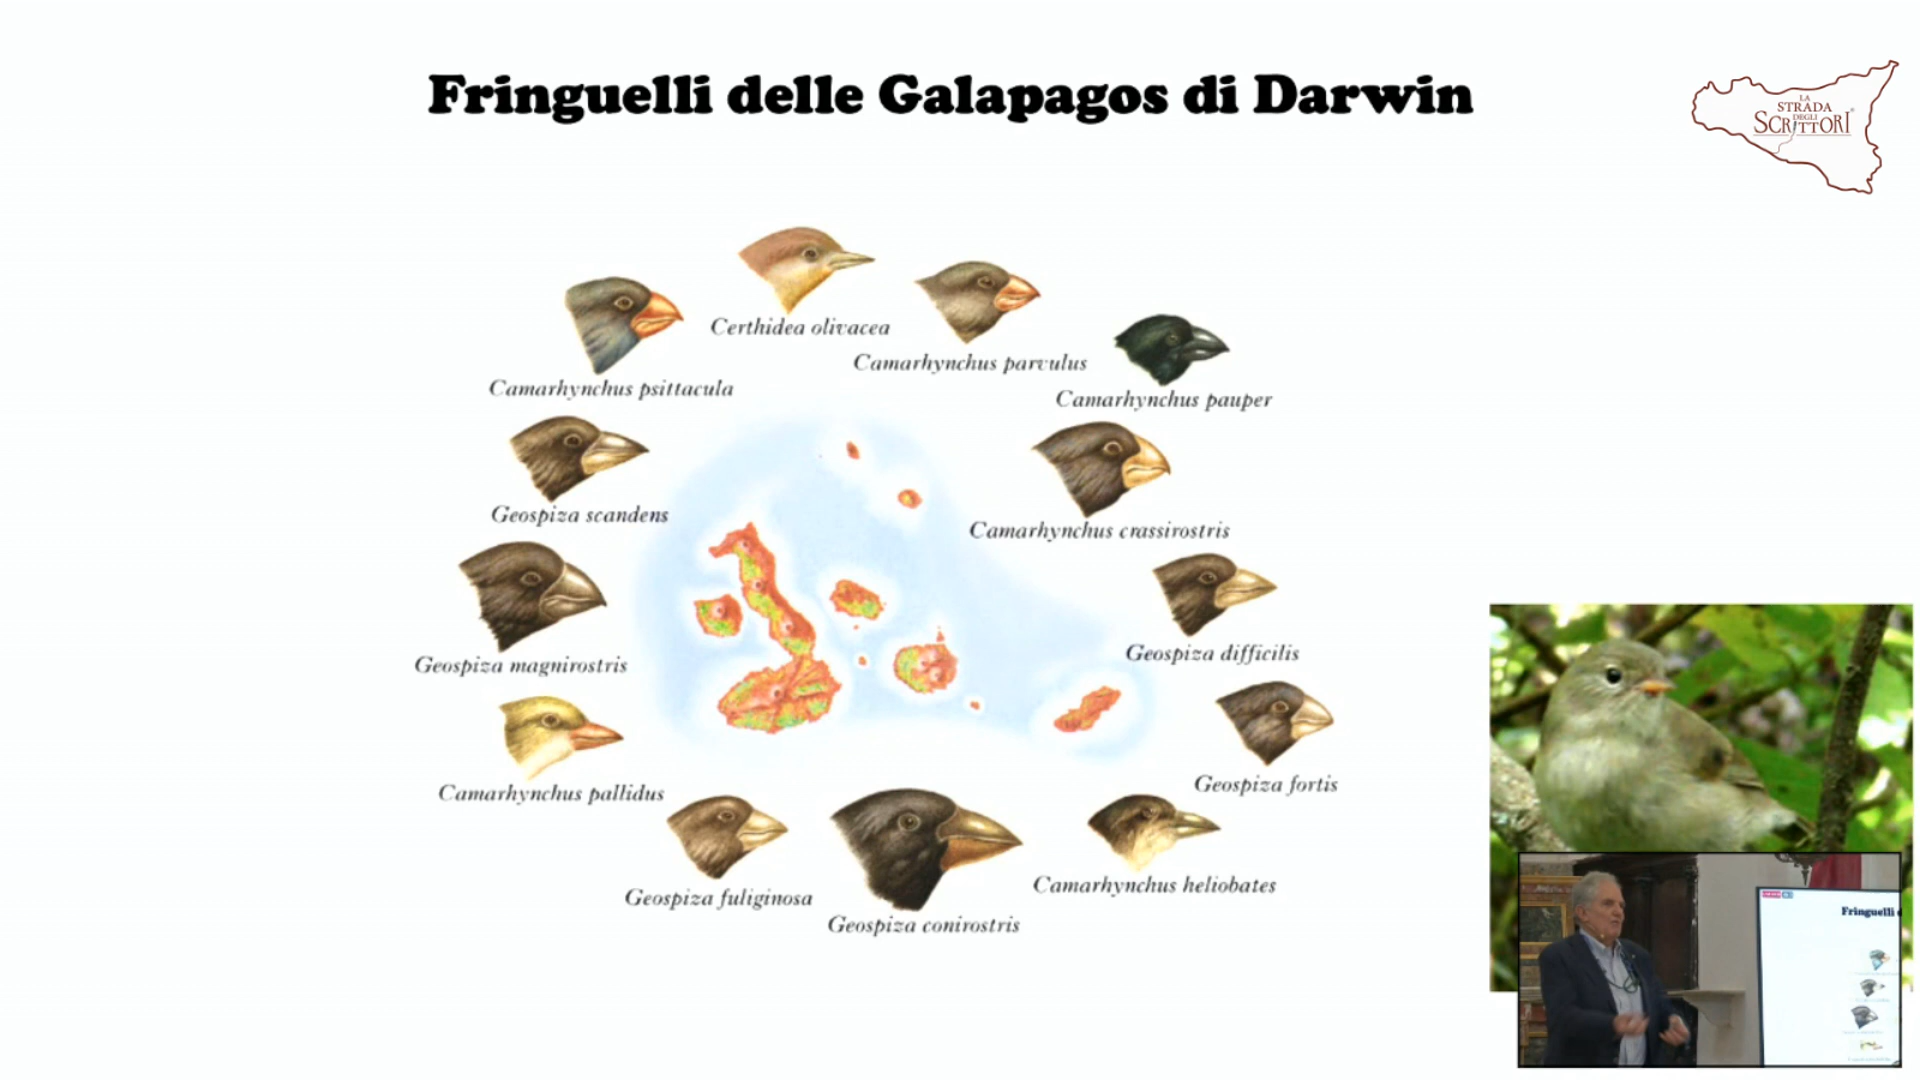 Fringuelli delle Galapagos di Darwin
LA
STRADA
DEGLI
SCRITTORI
Certhidea olivacea
Camarhynchus parvulus
Camarhynchus psittacula
Camarhynchus pauper
Geospiza scandens
Camarhynchus crassirostris
Geospiza difficilis
Geospiza magnirostris
Geospiza fortis
Camarhynchus pallidus
Geospiza fuliginosa
Camarhynchus heliobates
Geospiza conirostris
Fringuelli